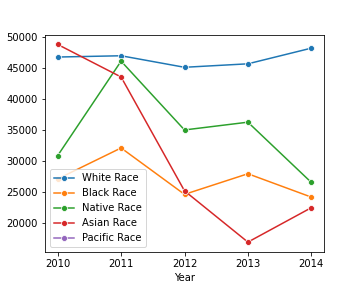 50000
45000
40000
35000
30000
25000
20000
White Race
Black Race
Native Race
Asian Race
Pacific Race
2010 2011 2012 2013 2014
Year